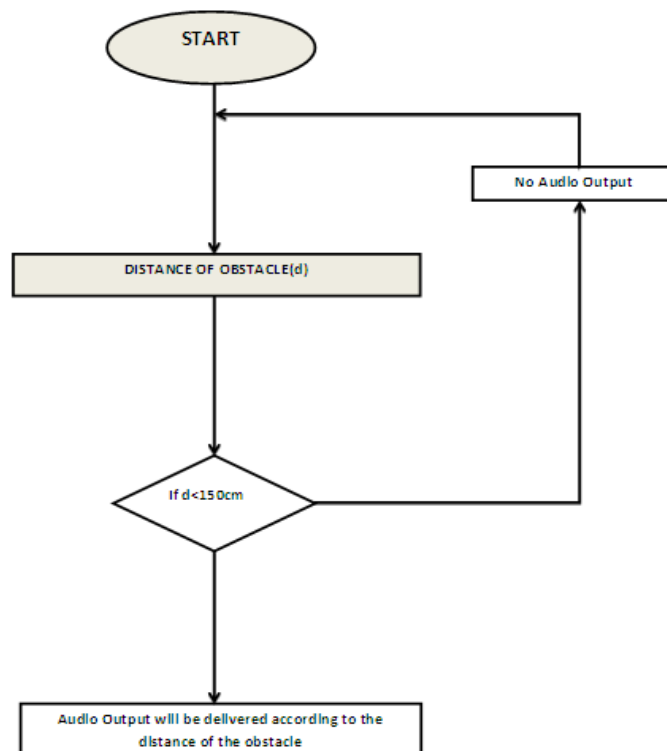 START
No Audio Output
DISTANCE OF OBSTACLE(d)
If d<150cm
Audio Output will be delivered according to the
distance of the obstacle